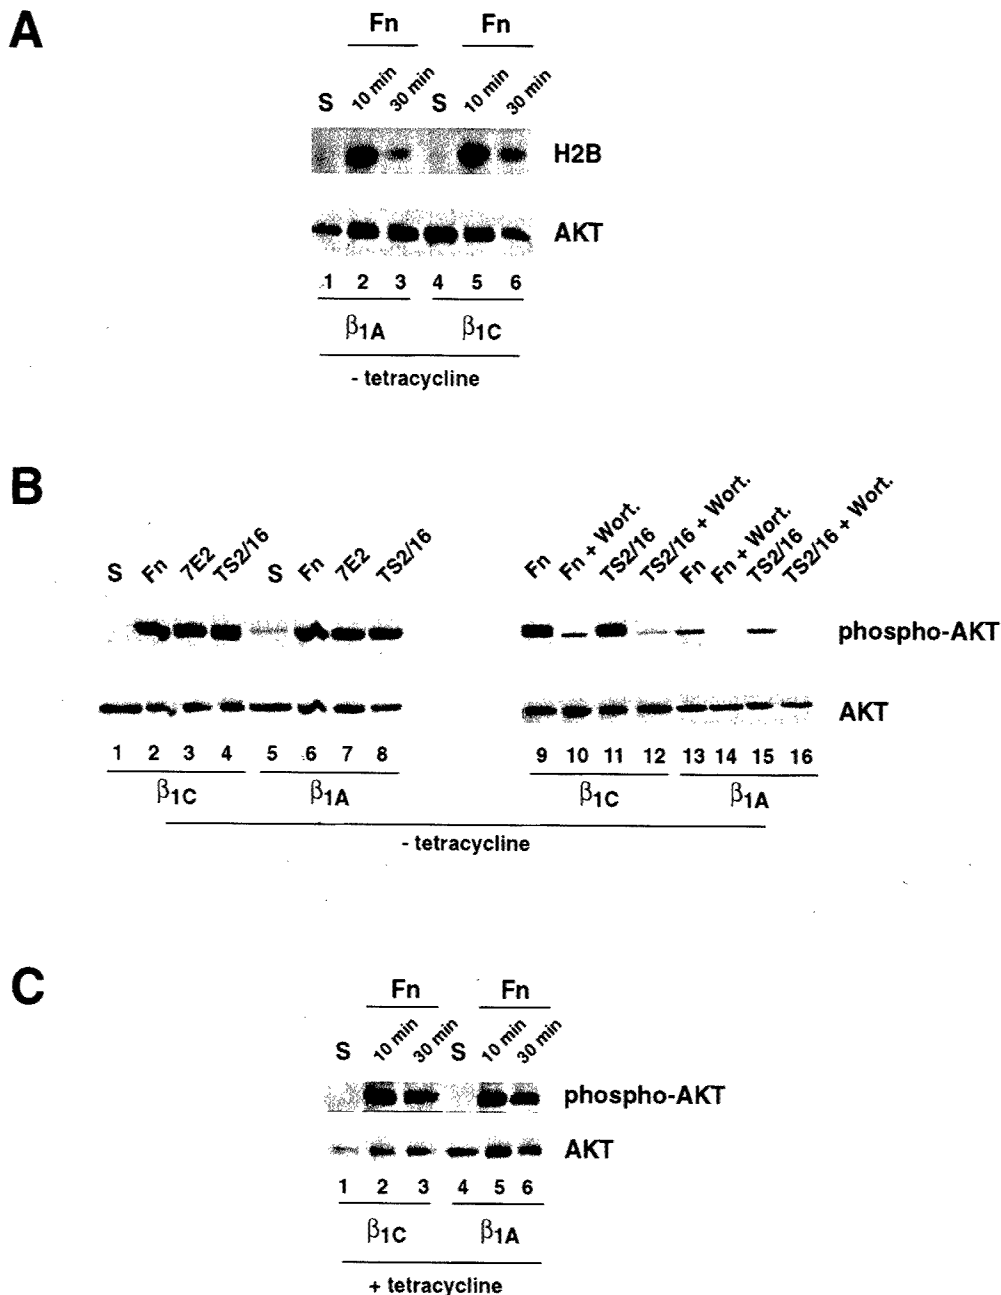 A
Fn Fn
S 10 min 30 min S 10 min 30 min
H2B
AKT
1 2 3 4 5 6
β1A β1C
- tetracycline
B
S Fn 7E2 TS2/16 S Fn 7E2 TS2/16 Fn Fn + Wort. TS2/16 TS2/16 + Wort. Fn Fn + Wort. TS2/16 TS2/16 + Wort.
phospho-AKT
AKT
1 2 3 4 5 6 7 8 9 10 11 12 13 14 15 16
β1C β1A β1C β1A
- tetracycline
C
Fn Fn
S 10 min 30 min S 10 min 30 min
phospho-AKT
AKT
1 2 3 4 5 6
β1C β1A
+ tetracycline